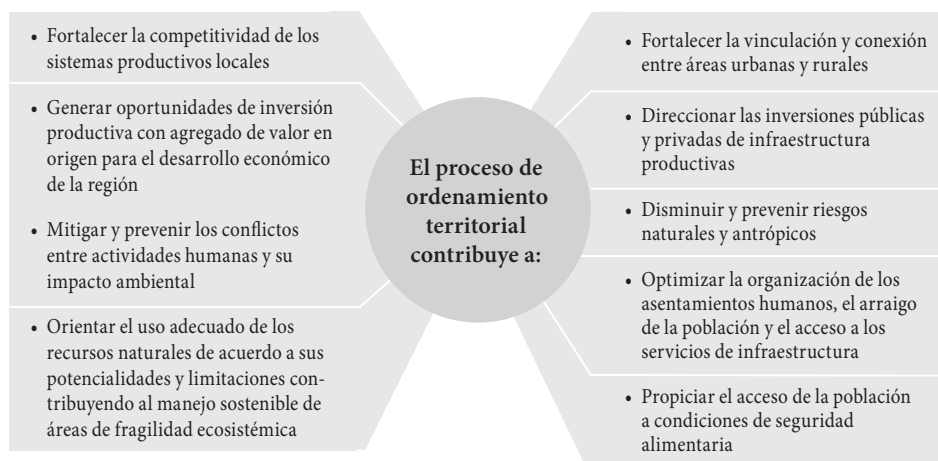 • Fortalecer la competitividad de los
sistemas productivos locales
• Generar oportunidades de inversión
productiva con agregado de valor en
origen para el desarrollo económico
de la región
• Mitigar y prevenir los conflictos
entre actividades humanas y su
impacto ambiental
• Orientar el uso adecuado de los
recursos naturales de acuerdo a sus
potencialidades y limitaciones con-
tribuyendo al manejo sostenible de
áreas de fragilidad ecosistémica
El proceso de
ordenamiento
territorial
contribuye a:
• Fortalecer la vinculación y conexión
entre áreas urbanas y rurales
• Direccionar las inversiones públicas
y privadas de infraestructura
productivas
• Disminuir y prevenir riesgos
naturales y antrópicos
• Optimizar la organización de los
asentamientos humanos, el arraigo
de la población y el acceso a los
servicios de infraestructura
• Propiciar el acceso de la población
a condiciones de seguridad
alimentaria